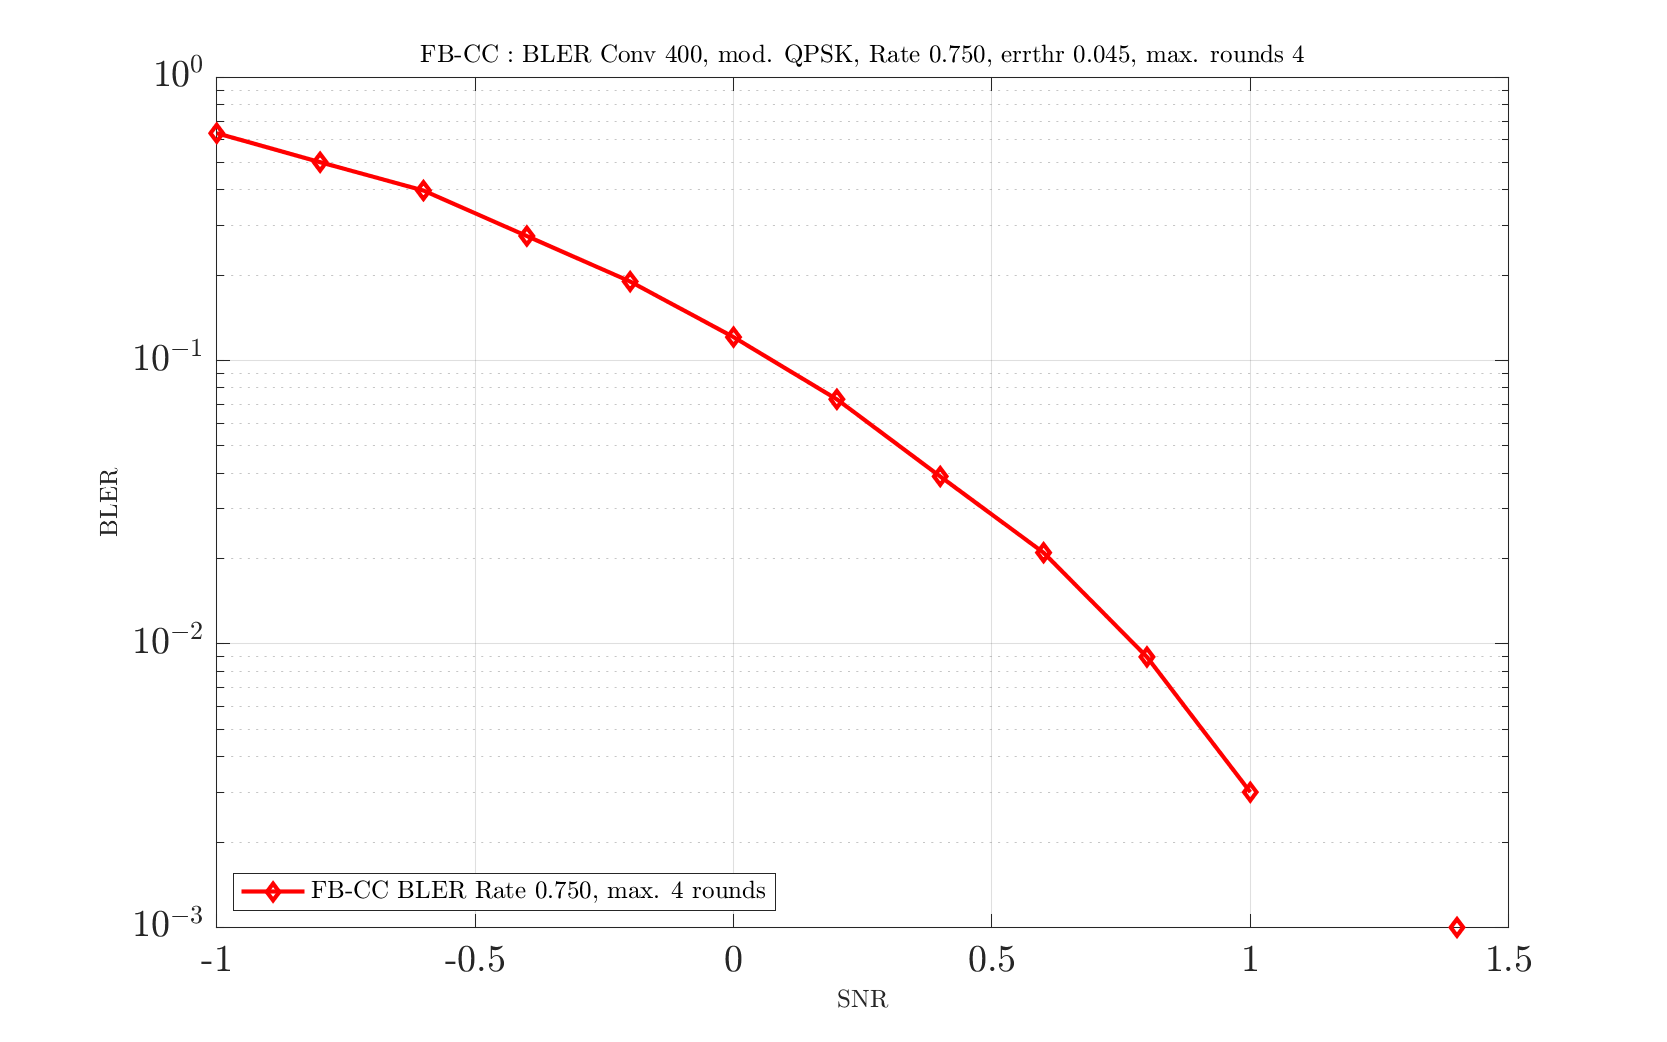 FB-CC : BLER Conv 400, mod. QPSK, Rate 0.750, errthr 0.045, max. rounds 4
10⁰
10⁻¹
10⁻²
10⁻³
BLER
FB-CC BLER Rate 0.750, max. 4 rounds
-1 -0.5 0 0.5 1 1.5
SNR